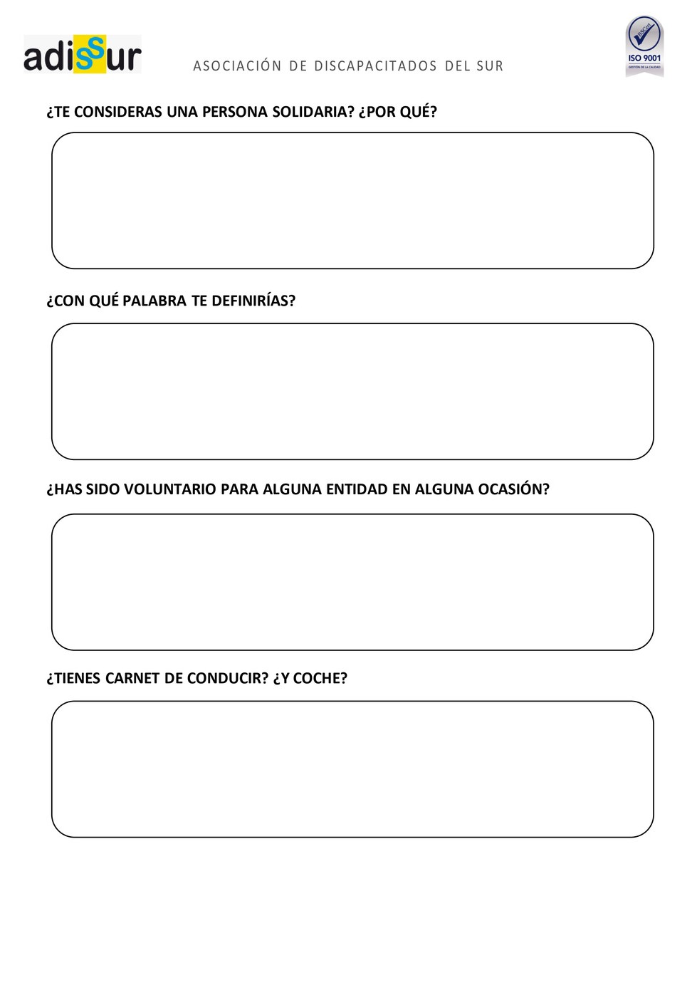 adissur
ASOCIACIÓN DE DISCAPACITADOS DEL SUR
BSCert
ISO 9001
GESTIÓN DE LA CALIDAD
¿TE CONSIDERAS UNA PERSONA SOLIDARIA? ¿POR QUÉ?
¿CON QUÉ PALABRA TE DEFINIRÍAS?
¿HAS SIDO VOLUNTARIO PARA ALGUNA ENTIDAD EN ALGUNA OCASIÓN?
¿TIENES CARNET DE CONDUCIR? ¿Y COCHE?